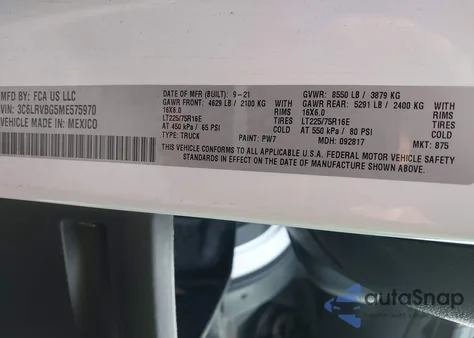 MFD BY: FCA US LLC
VIN: 3C6LRVBG5ME575970
VEHICLE MADE IN: MEXICO
DATE OF MFR (BUILT) 9-21
GAWR FRONT: 4629 LB / 2100 KG
16X6.0 RIMS
LT225/75R16E TIRES
AT 450 kPa / 65 PSI COLD
TYPE: TRUCK PAINT: PW7
GVWR: 8550 LB / 3879 KG
GAWR REAR: 5291 LB / 2400 KG
16X6.0 RIMS
LT225/75R16E TIRES
AT 550 kPa / 80 PSI COLD
MDH: 092817 MKT: 875
THIS VEHICLE CONFORMS TO ALL APPLICABLE U.S.A. FEDERAL MOTOR VEHICLE SAFETY
STANDARDS IN EFFECT ON THE DATE OF MANUFACTURE SHOWN ABOVE.
autaSnap